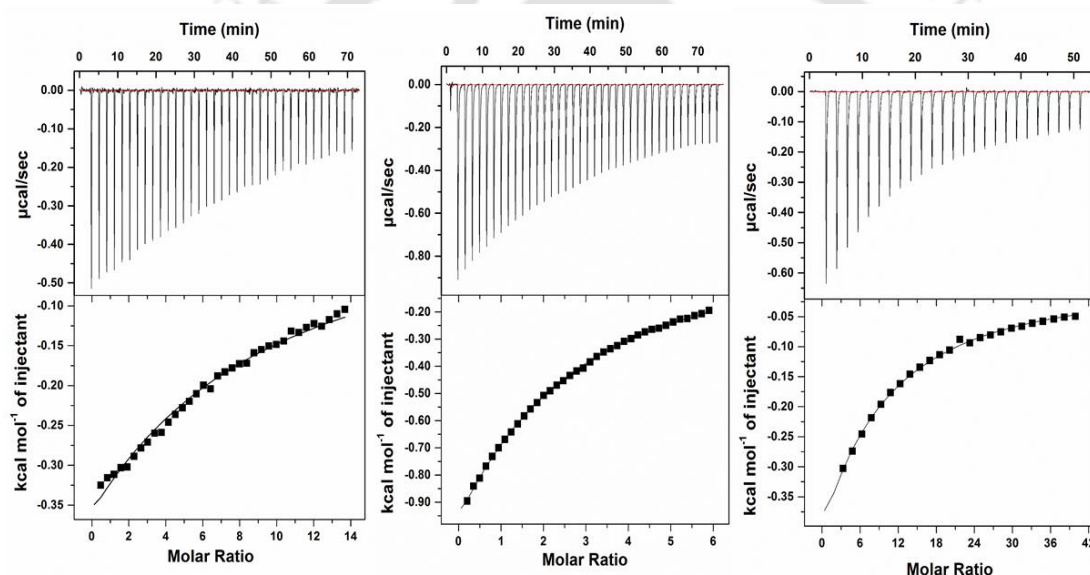 Time (min)
0 10 20 30 40 50 60 70
0.00
-0.10
-0.20
-0.30
-0.40
-0.50
µcal/sec
-0.10
-0.15
-0.20
-0.25
-0.30
-0.35
kcal mol⁻¹ of injectant
0 2 4 6 8 10 12 14
Molar Ratio
Time (min)
0 10 20 30 40 50 60 70
0.00
-0.20
-0.40
-0.60
-0.80
µcal/sec
-0.20
-0.30
-0.40
-0.50
-0.60
-0.70
-0.80
-0.90
kcal mol⁻¹ of injectant
0 1 2 3 4 5 6
Molar Ratio
Time (min)
0 10 20 30 40 50
0.00
-0.10
-0.20
-0.30
-0.40
-0.50
-0.60
µcal/sec
-0.05
-0.10
-0.15
-0.20
-0.25
-0.30
-0.35
kcal mol⁻¹ of injectant
0 6 12 18 24 30 36 42
Molar Ratio